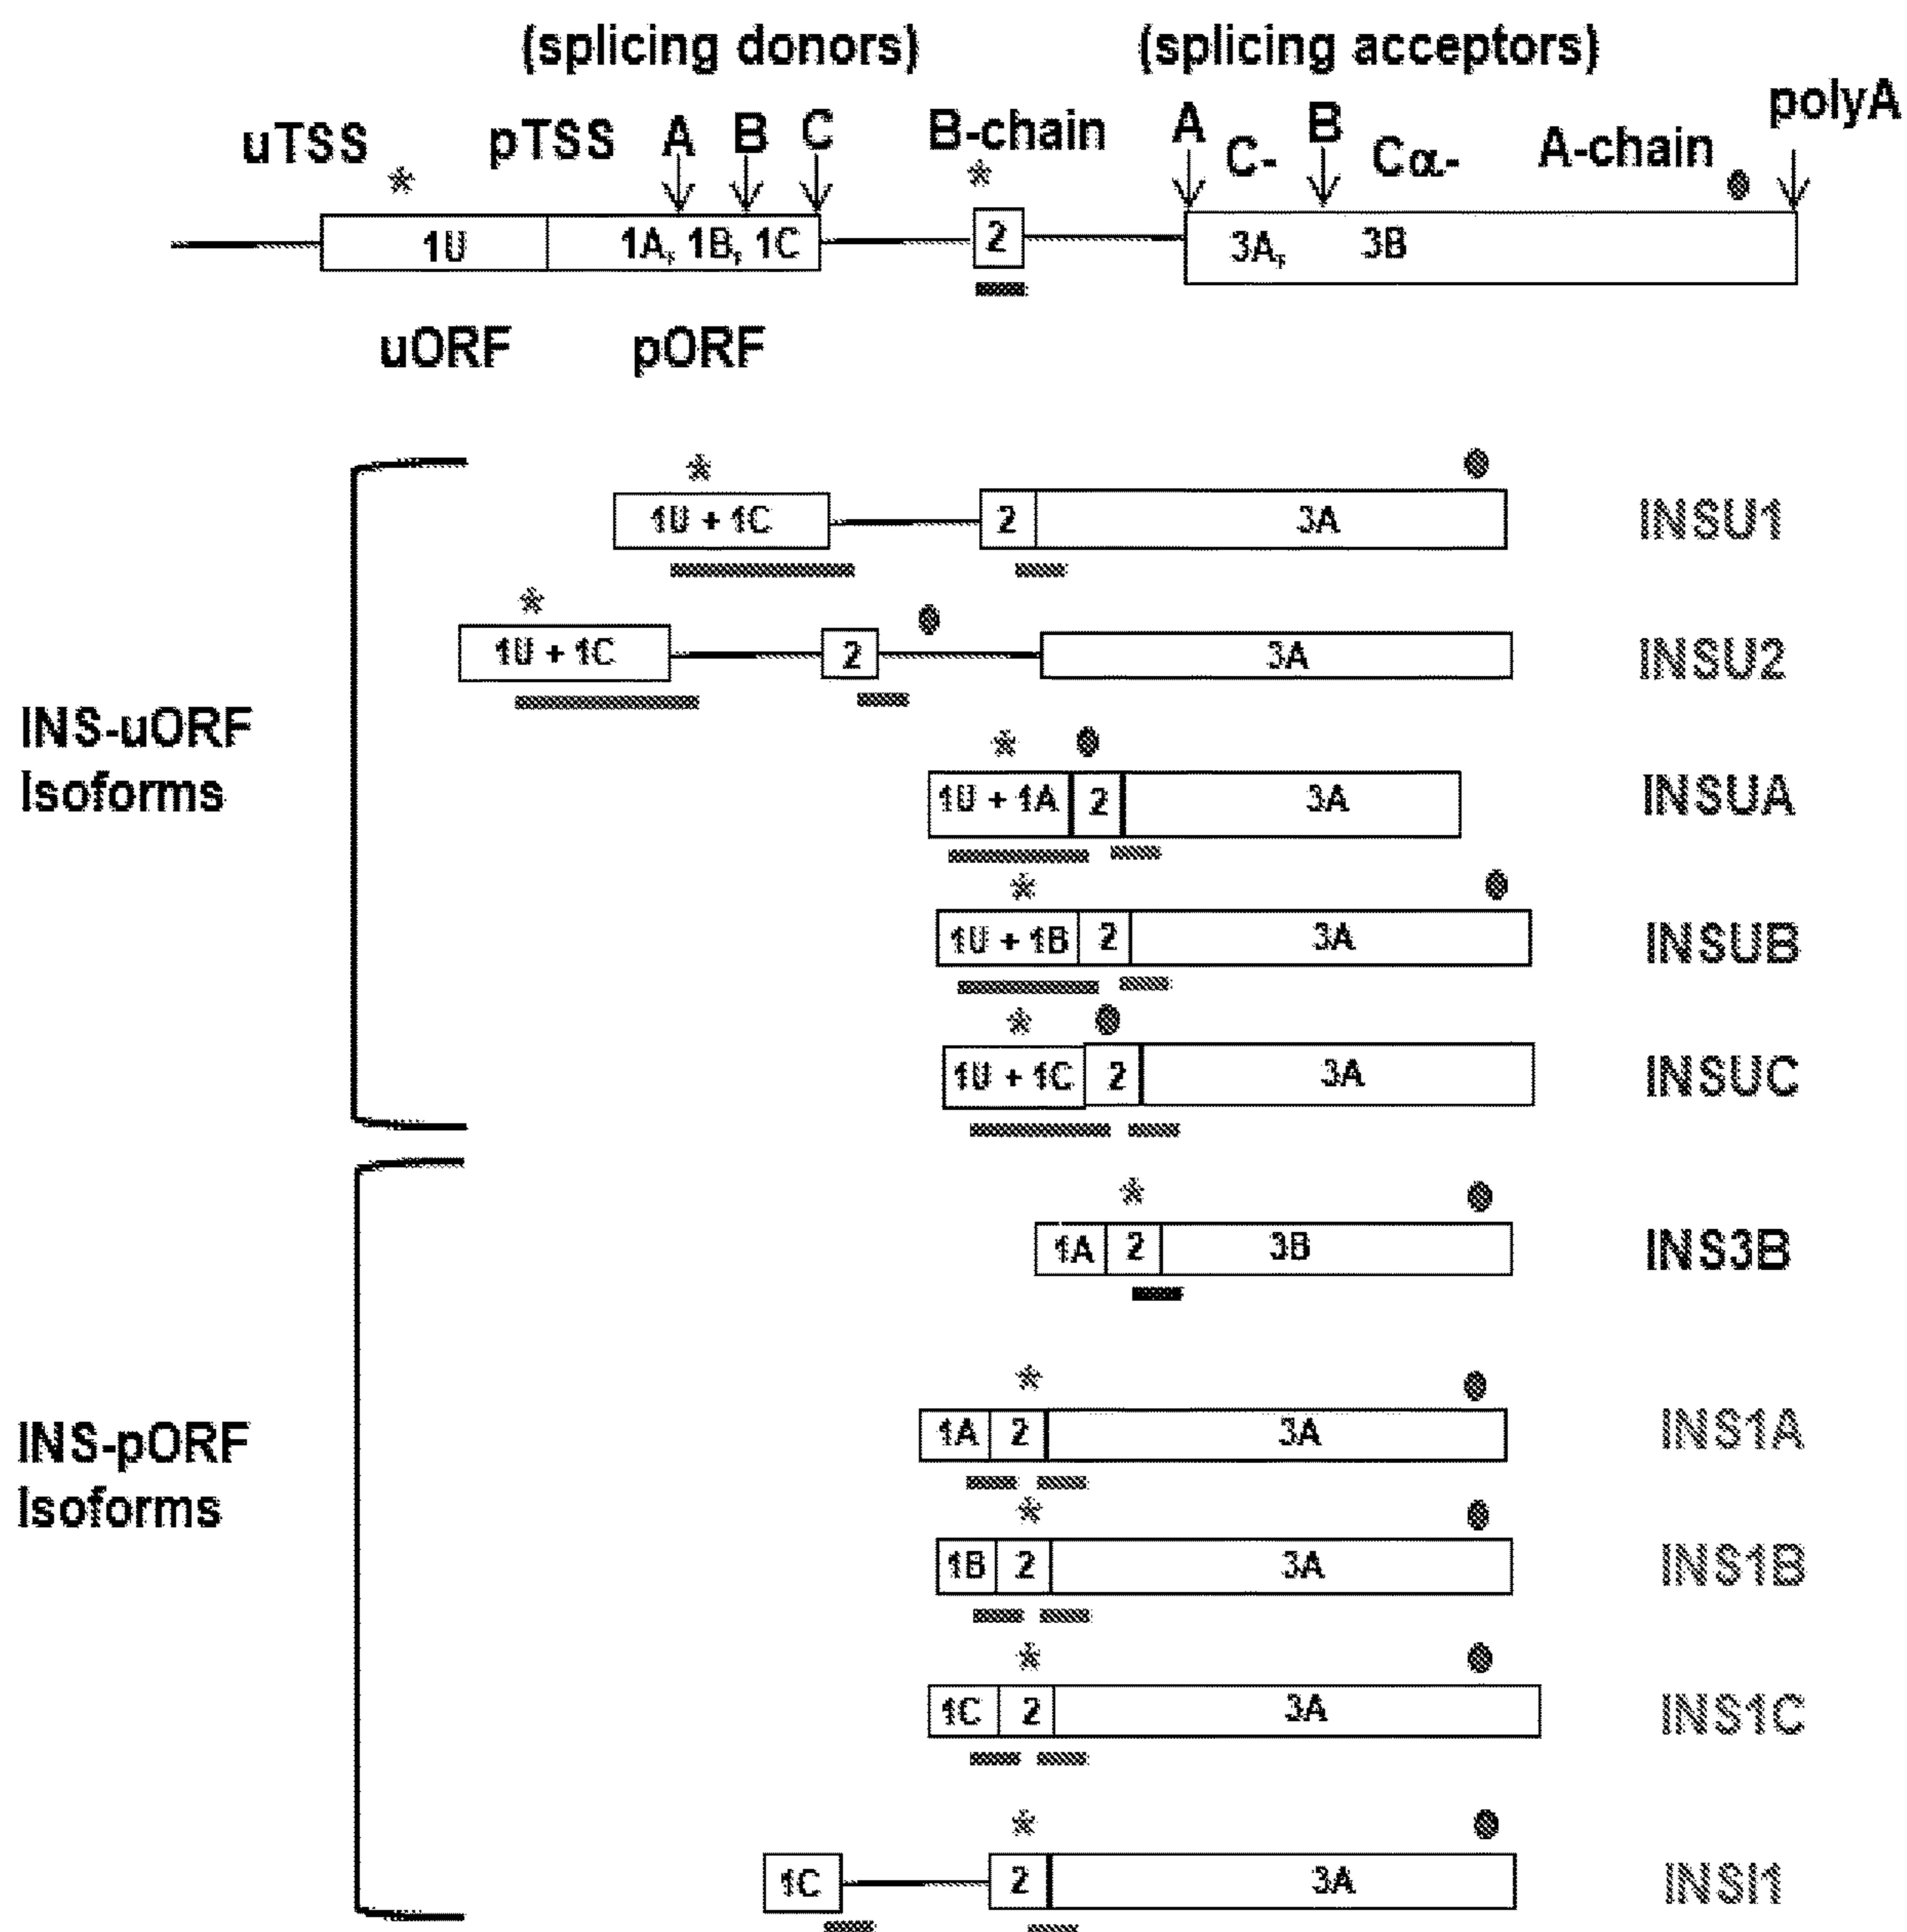 (splicing donors) (splicing acceptors)
uTSS * pTSS A B C B-chain * A C- B Cα- A-chain polyA
1U 1A, 1B, 1C 2 3A, 3B
uORF pORF
INS-uORF
Isoforms
* 1U + 1C 2 3A INSU1
* 1U + 1C 2 3A INSU2
* 1U + 1A 2 3A INSUA
* 1U + 1B 2 3A INSUB
* 1U + 1C 2 3A INSUC
INS-pORF
Isoforms
* 1A 2 3B INS3B
* 1A 2 3A INS1A
* 1B 2 3A INS1B
* 1C 2 3A INS1C
* 1C 2 3A INSI1